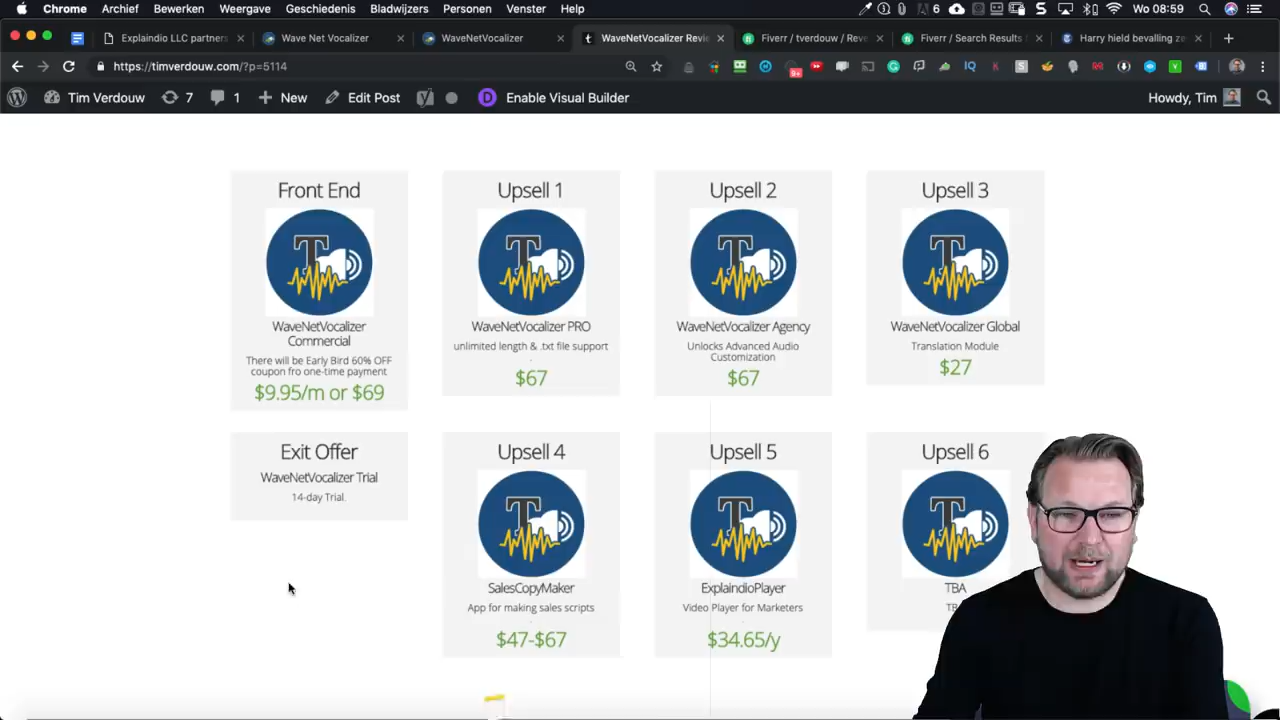 Chrome Archief Bewerken Weergave Geschiedenis Bladwijzers Personen Venster Help
6
Wo 08:59
Explaindio LLC partners
Wave Net Vocalizer
WaveNetVocalizer
WaveNetVocalizer Revie
Fiverr / tverdouw / Reve
Fiverr / Search Results
Harry hield bevalling ze
https://timverdouw.com/?p=5114
Tim Verdouw
7
1
New
Edit Post
Enable Visual Builder
Howdy, Tim
Front End
WaveNetVocalizer
Commercial
There will be Early Bird 60% OFF
coupon fro one-time payment
$9.95/m or $69
Upsell 1
WaveNetVocalizer PRO
unlimited length & .txt file support
$67
Upsell 2
WaveNetVocalizer Agency
Unlocks Advanced Audio
Customization
$67
Upsell 3
WaveNetVocalizer Global
Translation Module
$27
Exit Offer
WaveNetVocalizer Trial
14-day Trial.
Upsell 4
SalesCopyMaker
App for making sales scripts
$47-$67
Upsell 5
ExplaindioPlayer
Video Player for Marketers
$34.65/y
Upsell 6
TBA